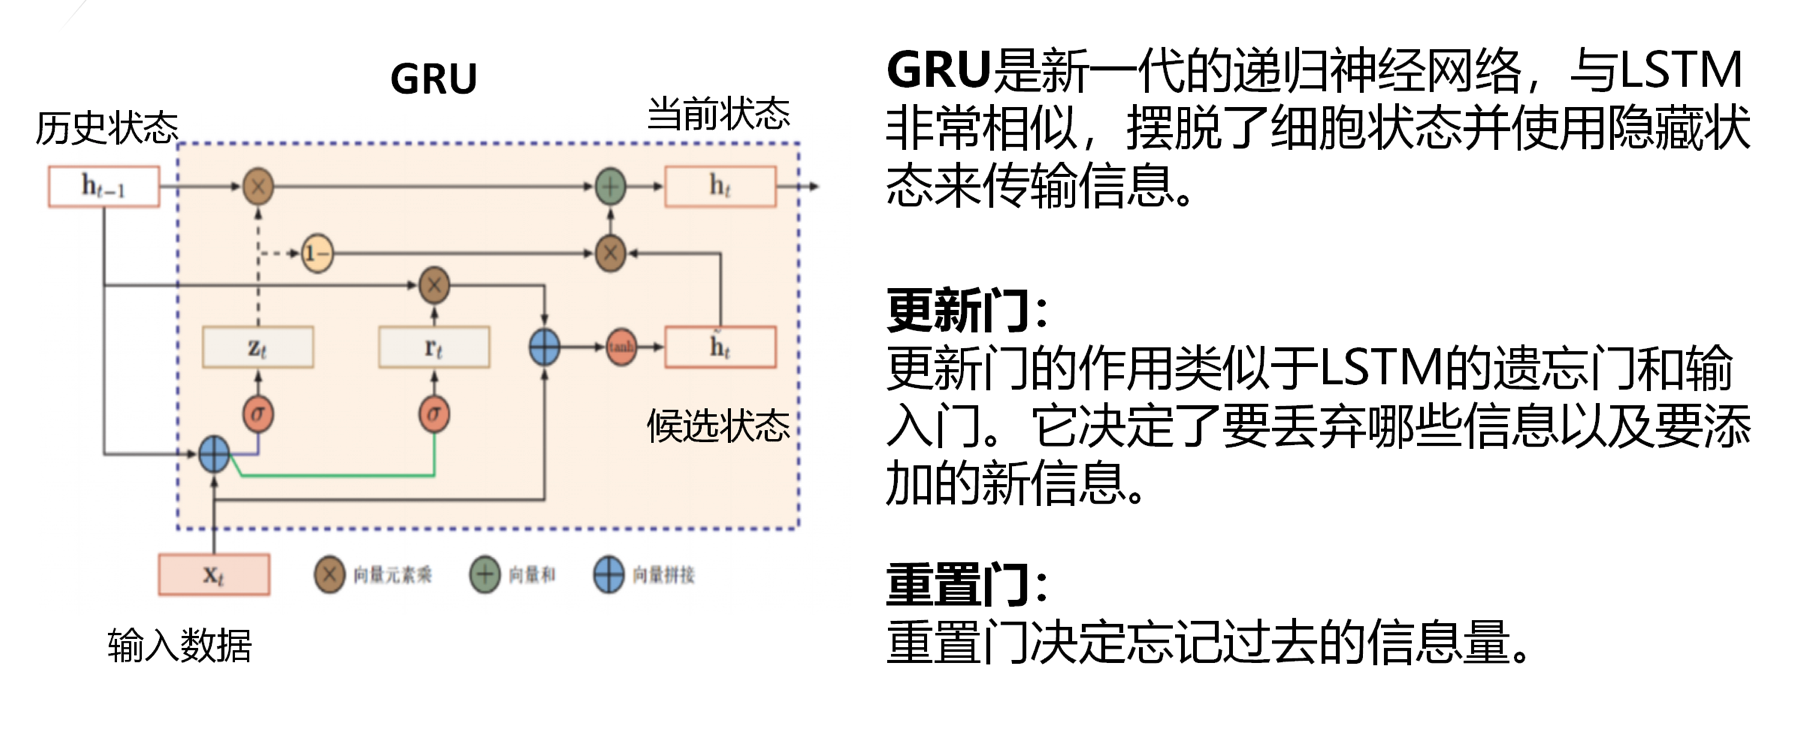 GRU
历史状态
当前状态
h_{t-1}
×
+
h_t
1-
×
×
z_t
r_t
tanh
h̃_t
σ
σ
候选状态
x_t
× 向量元素乘
+ 向量和
向量拼接
输入数据
GRU是新一代的递归神经网络，与LSTM
非常相似，摆脱了细胞状态并使用隐藏状
态来传输信息。
更新门：
更新门的作用类似于LSTM的遗忘门和输
入门。它决定了要丢弃哪些信息以及要添
加的新信息。
重置门：
重置门决定忘记过去的信息量。